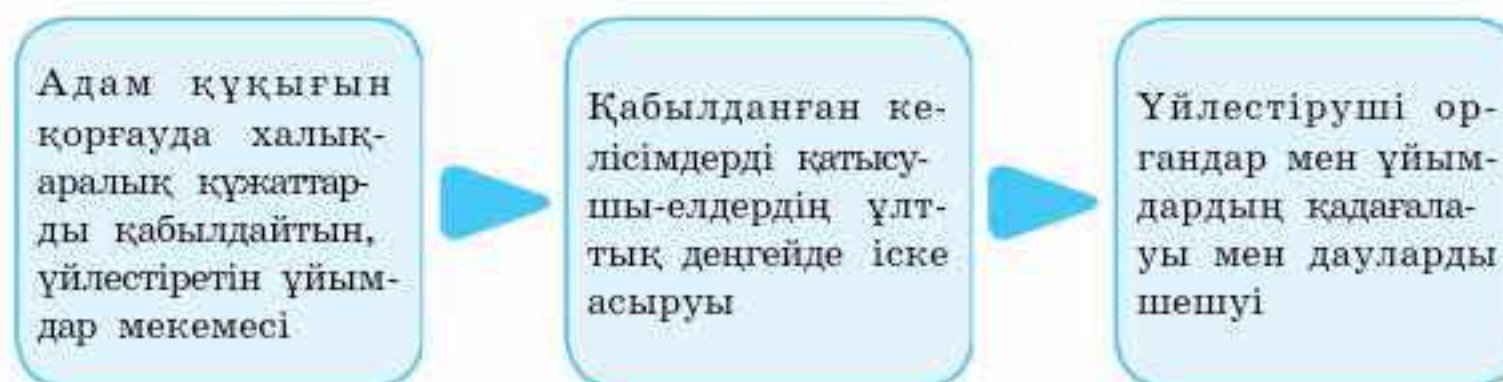 Адам құқығын
қорғауда халық-
аралық құжаттар-
ды қабылдайтын,
үйлестіретін ұйым-
дар мекемесі
Қабылданған ке-
лісімдерді қатысу-
шы-елдердің ұлт-
тық деңгейде іске
асыруы
Үйлестіруші ор-
гандар мен ұйым-
дардың қадағала-
уы мен дауларды
шешуі